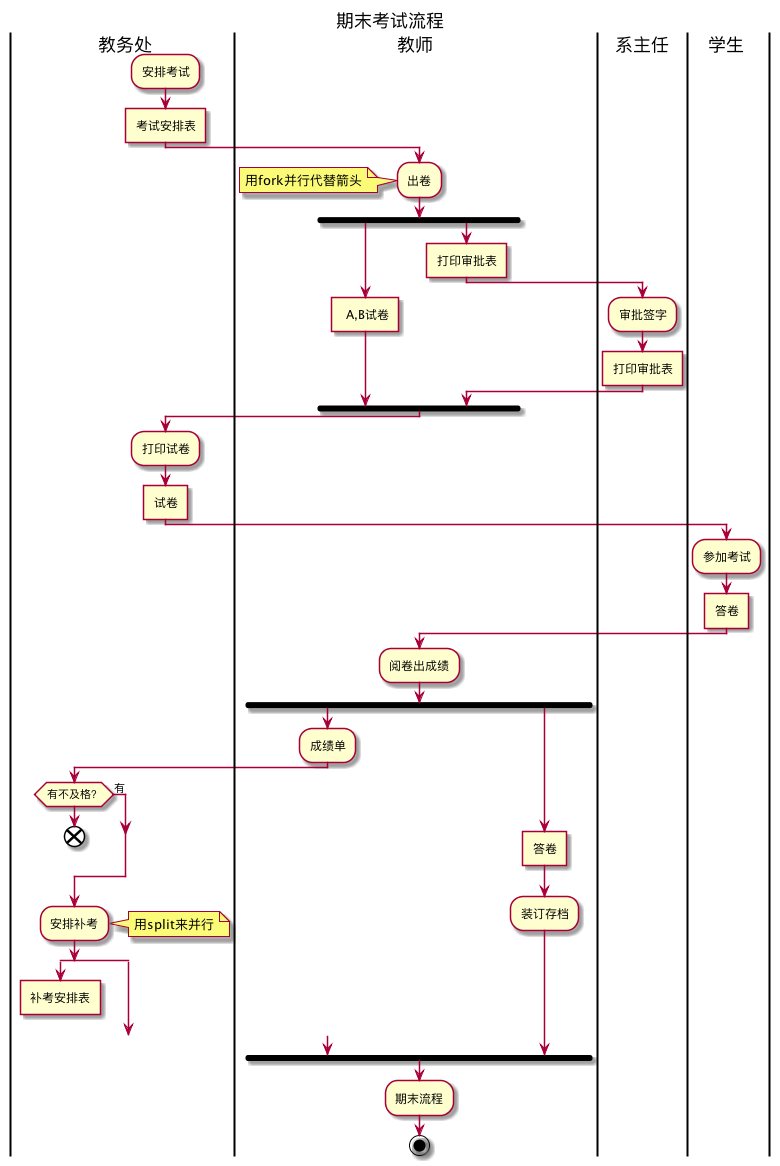 期末考试流程
教务处
教师
系主任
学生
安排考试
考试安排表
用fork并行代替箭头
出卷
打印审批表
A,B试卷
审批签字
打印审批表
打印试卷
试卷
参加考试
答卷
阅卷出成绩
成绩单
有不及格?
有
答卷
安排补考
用split来并行
装订存档
补考安排表
期末流程